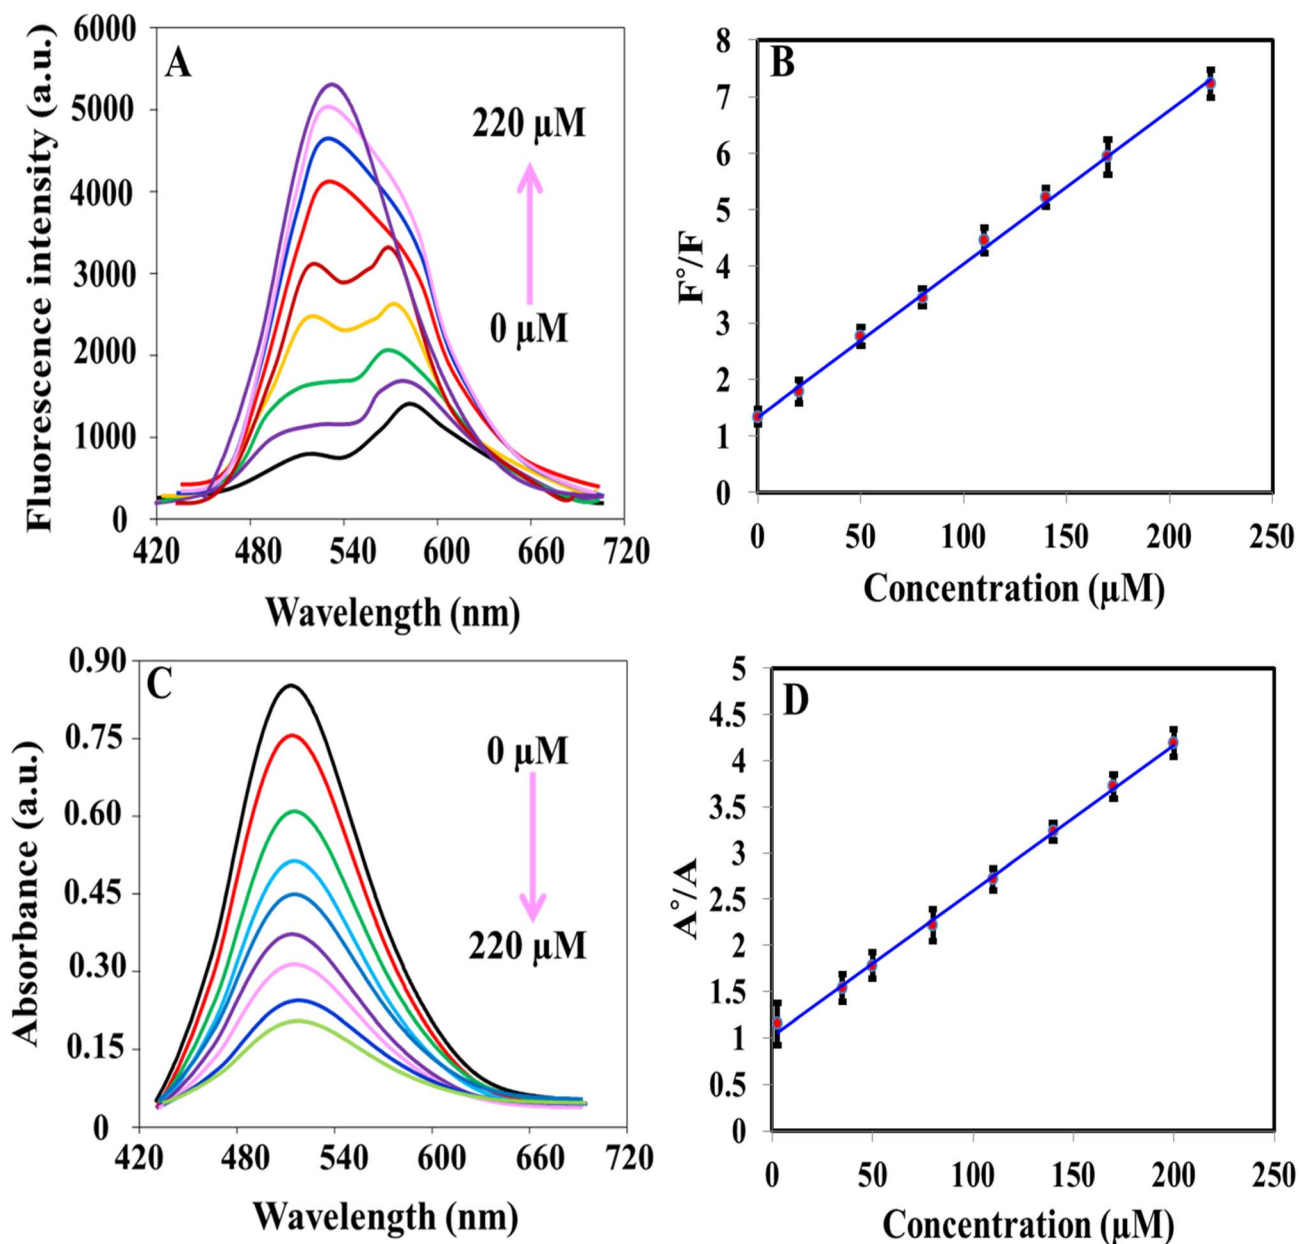 A
6000
5000
4000
3000
2000
1000
0
Fluorescence intensity (a.u.)
220 µM
0 µM
420 480 540 600 660 720
Wavelength (nm)
B
8
7
6
5
4
3
2
1
0
F°/F
0 50 100 150 200 250
Concentration (µM)
C
0.90
0.75
0.60
0.45
0.30
0.15
0
Absorbance (a.u.)
0 µM
220 µM
420 480 540 600 660 720
Wavelength (nm)
D
5
4.5
4
3.5
3
2.5
2
1.5
1
0.5
0
A°/A
0 50 100 150 200 250
Concentration (µM)